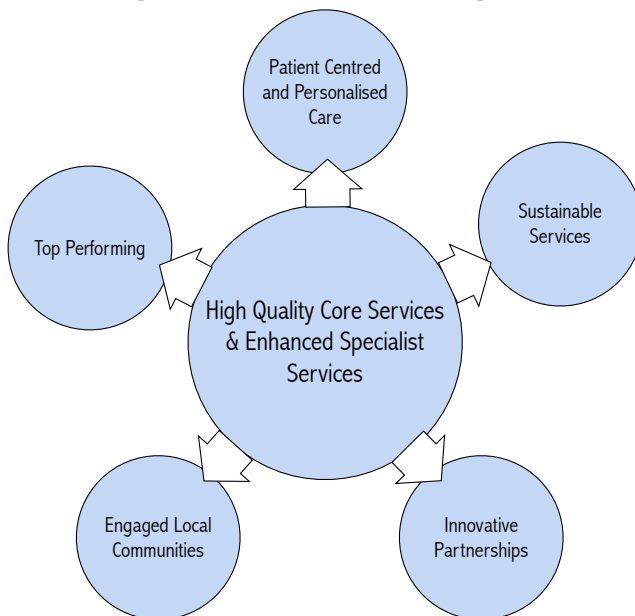 Patient Centred
and Personalised
Care
Sustainable
Services
Top Performing
High Quality Core Services
& Enhanced Specialist
Services
Engaged Local
Communities
Innovative
Partnerships